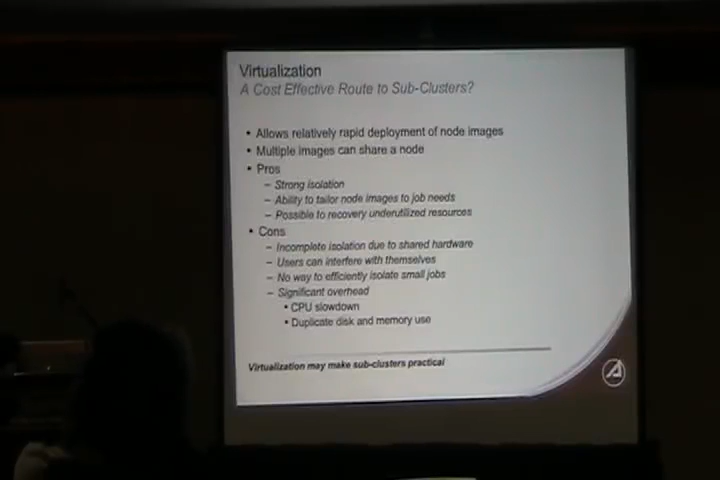 Virtualization
A Cost Effective Route to Sub-Clusters?
• Allows relatively rapid deployment of node images
• Multiple images can share a node
• Pros
– Strong isolation
– Ability to tailor node images to job needs
– Possible to recovery underutilized resources
• Cons
– Incomplete isolation due to shared hardware
– Users can interfere with themselves
– No way to efficiently isolate small jobs
– Significant overhead
• CPU slowdown
• Duplicate disk and memory use
Virtualization may make sub-clusters practical